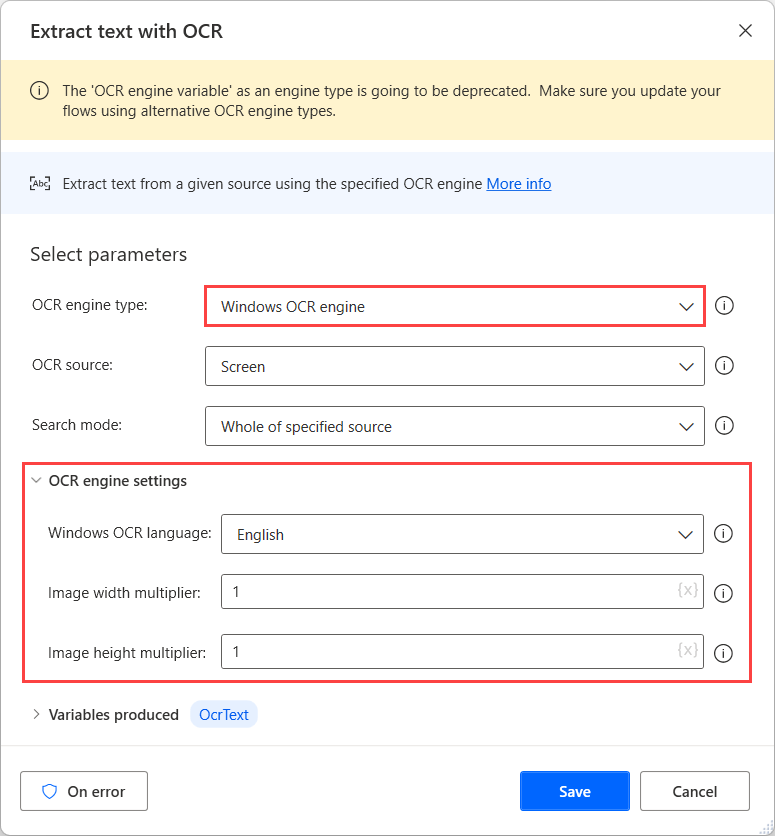 Extract text with OCR
The 'OCR engine variable' as an engine type is going to be deprecated.  Make sure you update your
flows using alternative OCR engine types.
Abc
Extract text from a given source using the specified OCR engine More info
Select parameters
OCR engine type: Windows OCR engine
OCR source: Screen
Search mode: Whole of specified source
OCR engine settings
Windows OCR language: English
Image width multiplier: 1 {x}
Image height multiplier: 1 {x}
Variables produced OcrText
On error Save Cancel